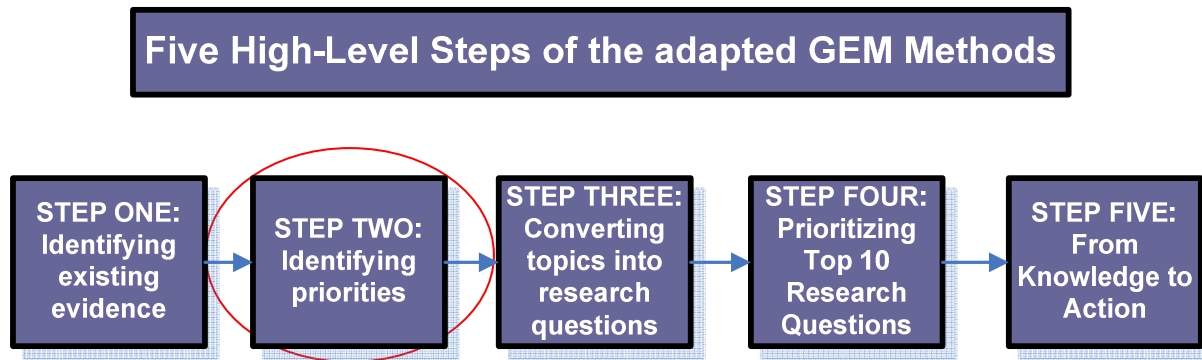 Five High-Level Steps of the adapted GEM Methods
STEP ONE:
Identifying
existing
evidence
STEP TWO:
Identifying
priorities
STEP THREE:
Converting
topics into
research
questions
STEP FOUR:
Prioritizing
Top 10
Research
Questions
STEP FIVE:
From
Knowledge to
Action